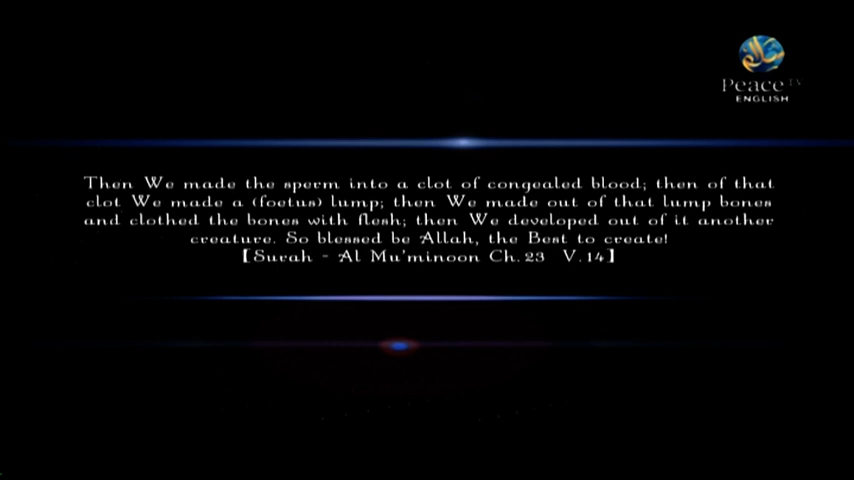 Peace TV
ENGLISH
Then We made the sperm into a clot of congealed blood; then of that
clot We made a (foetus) lump; then We made out of that lump bones
and clothed the bones with flesh; then We developed out of it another
creature. So blessed be Allah, the Best to create!
[Surah - Al Mu'minoon Ch.23 V.14]